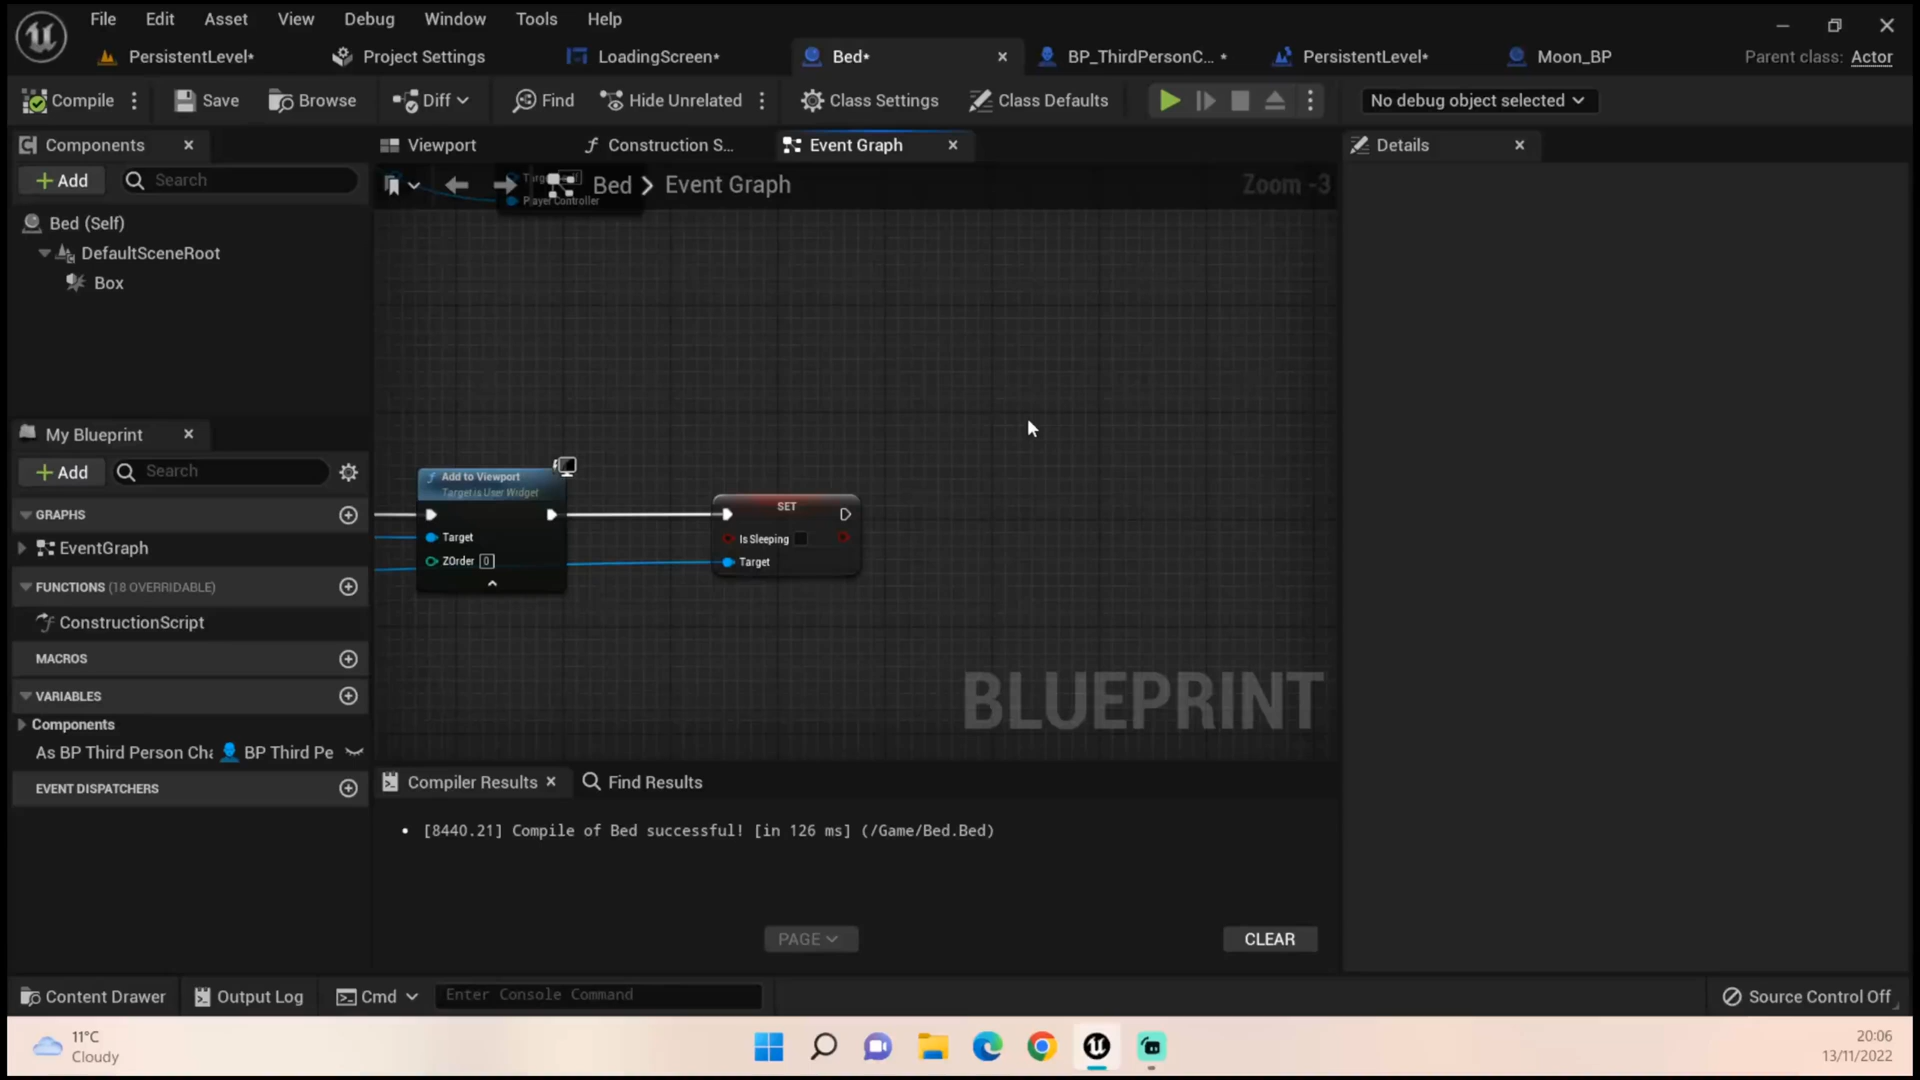 File Edit Asset View Debug Window Tools Help
PersistentLevel* Project Settings LoadingScreen* Bed* BP_ThirdPersonC... * PersistentLevel* Moon_BP Parent class: Actor
Compile Save Browse Diff Find Hide Unrelated Class Settings Class Defaults No debug object selected
Components Viewport Construction S... Event Graph Details
Add Search Bed > Event Graph Zoom -3
Player Controller
Bed (Self)
DefaultSceneRoot
Box
My Blueprint
Add Search
GRAPHS
EventGraph
FUNCTIONS (18 OVERRIDABLE)
ConstructionScript
MACROS
VARIABLES
Components
As BP Third Person Cha BP Third Pe
EVENT DISPATCHERS
Add to Viewport
Target is User Widget
Target
ZOrder 0
SET
Is Sleeping
Target
BLUEPRINT
Compiler Results Find Results
[8440.21] Compile of Bed successful! [in 126 ms] (/Game/Bed.Bed)
PAGE CLEAR
Content Drawer Output Log Cmd Enter Console Command Source Control Off
11°C
Cloudy
20:06
13/11/2022